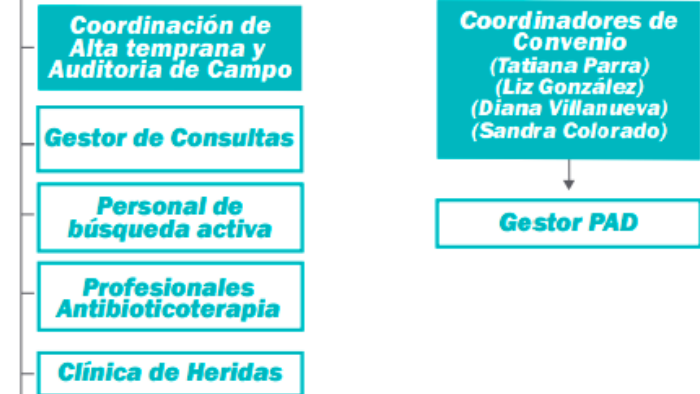 Coordinación de
Alta temprana y
Auditoria de Campo
Gestor de Consultas
Personal de
búsqueda activa
Profesionales
Antibioticoterapia
Clínica de Heridas
Coordinadores de
Convenio
(Tatiana Parra)
(Liz González)
(Diana Villanueva)
(Sandra Colorado)
Gestor PAD